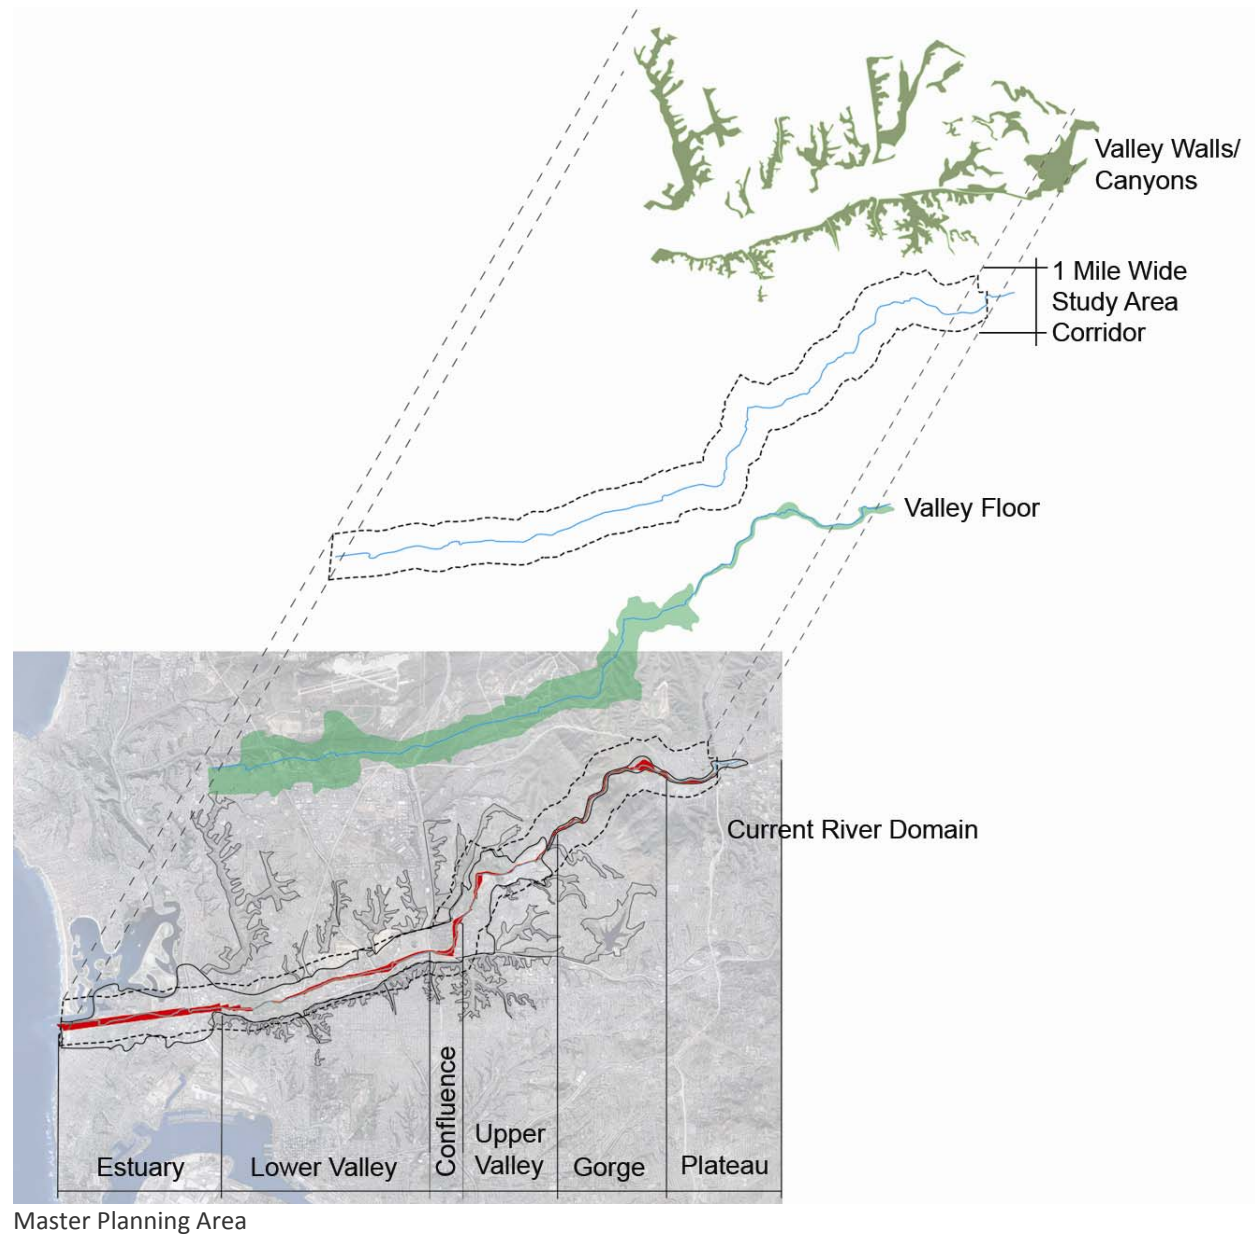 Valley Walls/
Canyons
1 Mile Wide
Study Area
Corridor
Valley Floor
Current River Domain
Estuary
Lower Valley
Confluence
Upper
Valley
Gorge
Plateau
Master Planning Area